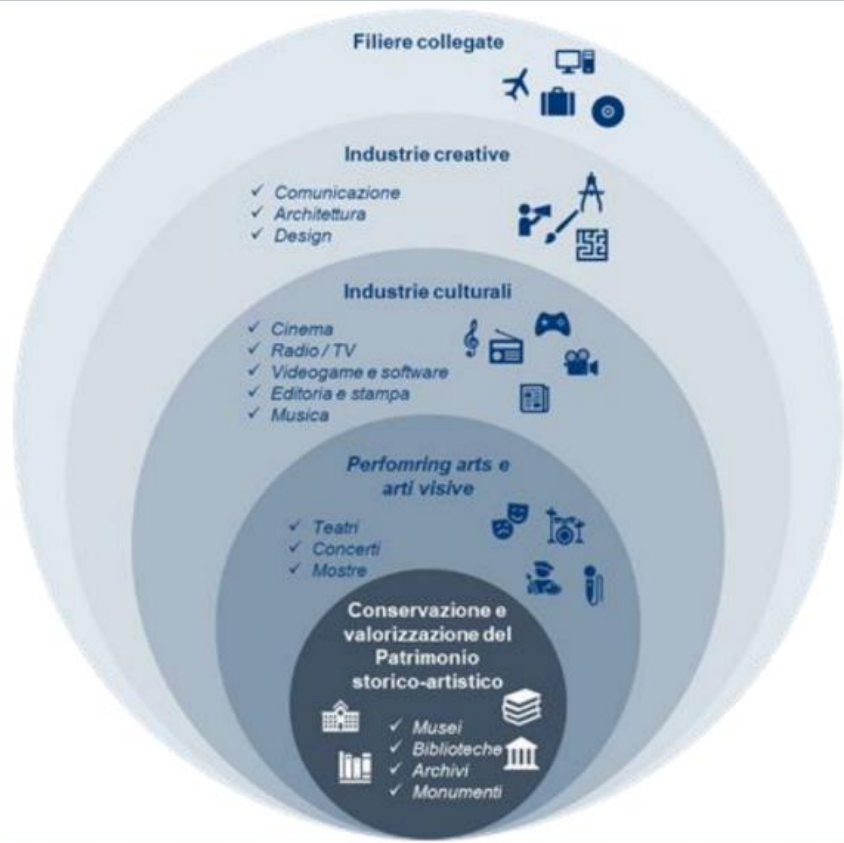 Filiere collegate
Industrie creative
✓ Comunicazione
✓ Architettura
✓ Design
Industrie culturali
✓ Cinema
✓ Radio / TV
✓ Videogame e software
✓ Editoria e stampa
✓ Musica
Perfomring arts e
arti visive
✓ Teatri
✓ Concerti
✓ Mostre
Conservazione e
valorizzazione del
Patrimonio
storico-artistico
✓ Musei
✓ Biblioteche
✓ Archivi
✓ Monumenti